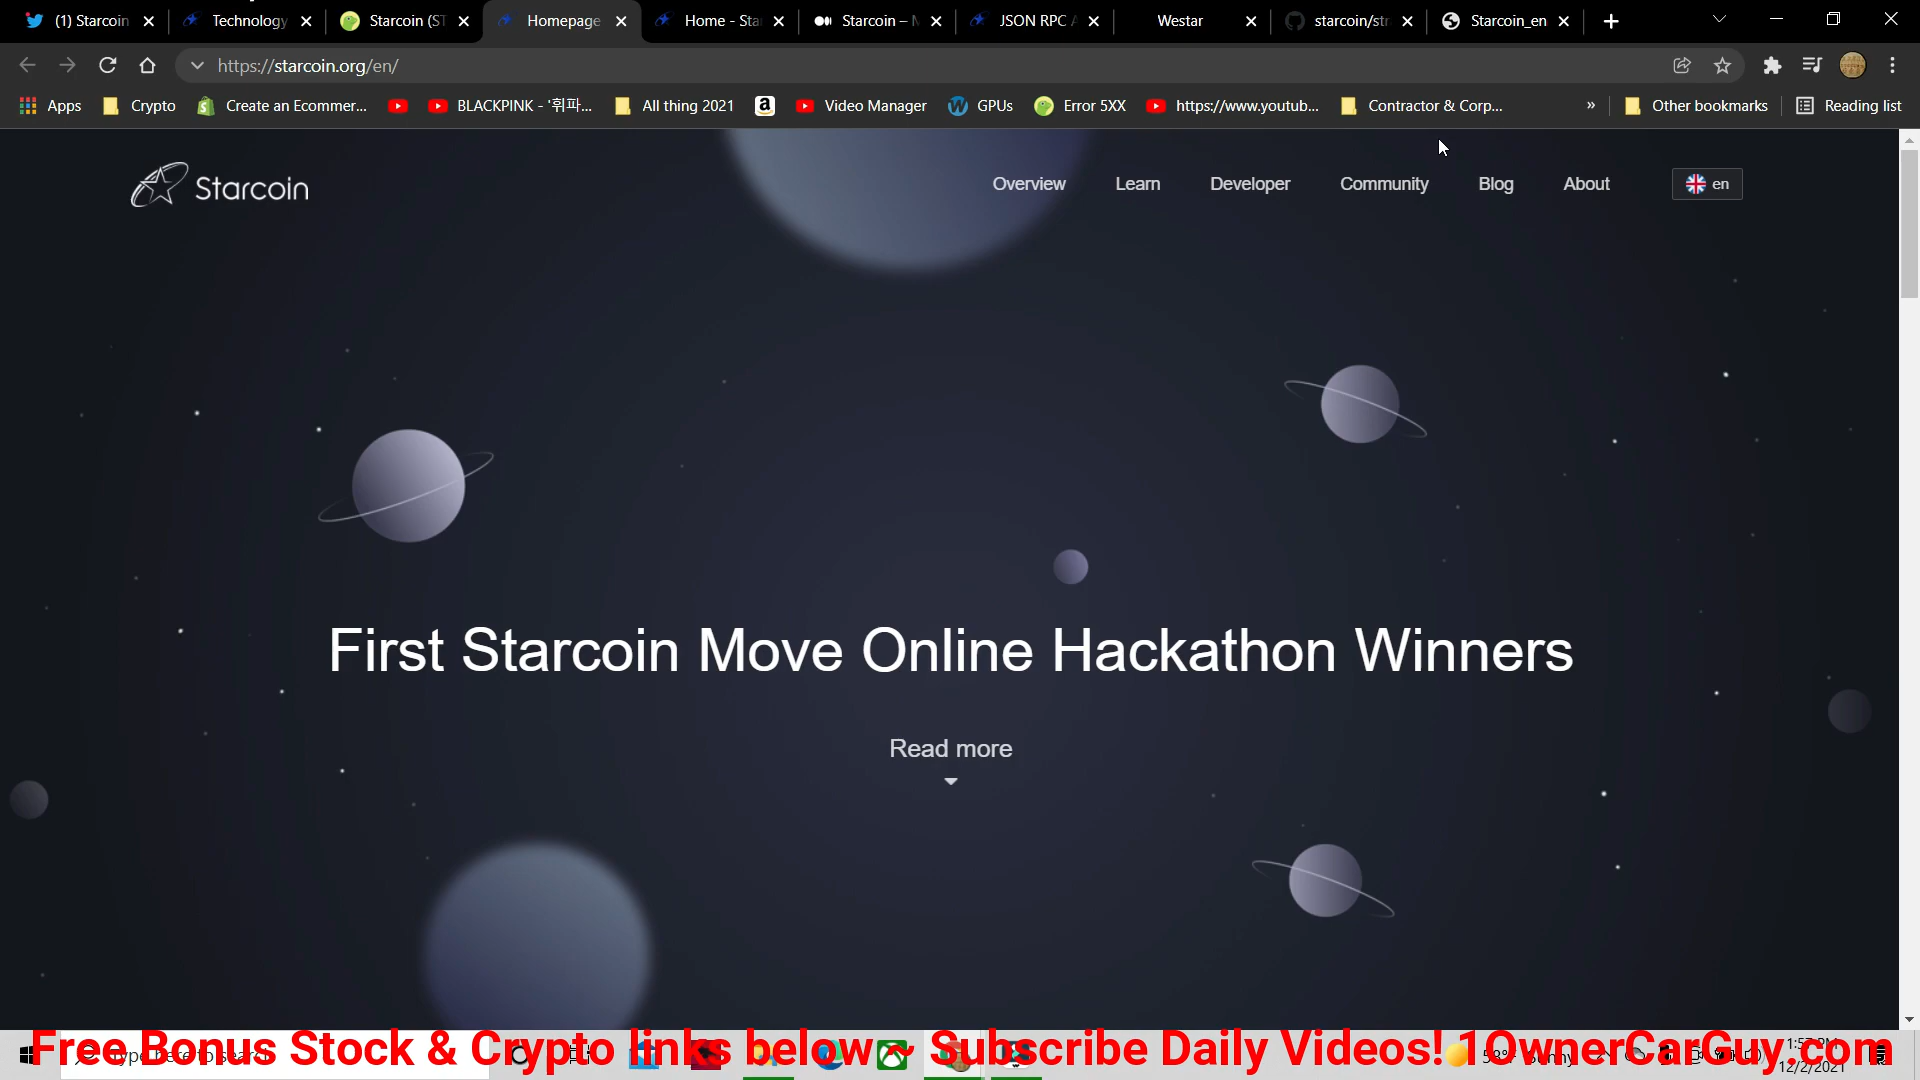 (1) Starcoin
Technology
Starcoin (ST
Homepage
Home - Sta
Starcoin –
JSON RPC
Westar
starcoin/str
Starcoin_en
https://starcoin.org/en/
Apps
Crypto
Create an Ecommer...
BLACKPINK - '휘파...
All thing 2021
Video Manager
GPUs
Error 5XX
https://www.youtub...
Contractor & Corp...
»
Other bookmarks
Reading list
Starcoin
Overview
Learn
Developer
Community
Blog
About
en
First Starcoin Move Online Hackathon Winners
Read more
Free Bonus Stock & Crypto links below ~ Subscribe Daily Videos! 1OwnerCarGuy.com
12/2/2021